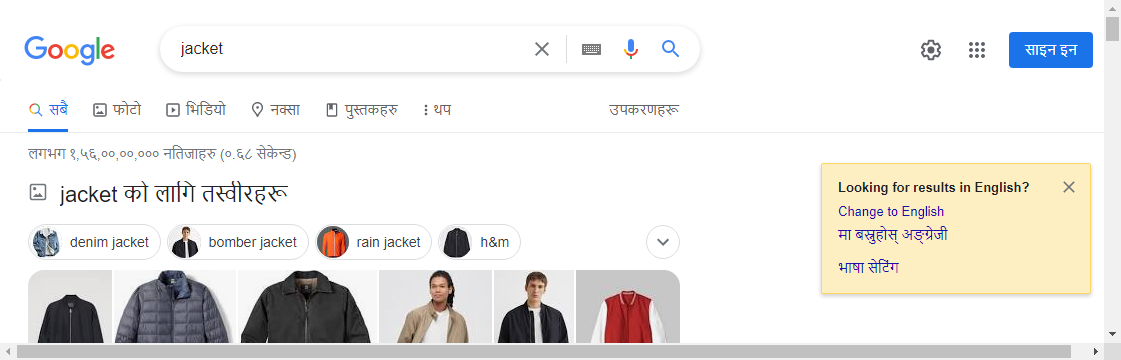 Google
jacket
साइन इन
सबै
फोटो
भिडियो
नक्सा
पुस्तकहरु
थप
उपकरणहरू
लगभग १,५६,००,००,००० नतिजाहरु (०.६८ सेकेन्ड)
jacket को लागि तस्वीरहरू
denim jacket
bomber jacket
rain jacket
h&m
Looking for results in English?
Change to English
मा बस्नुहोस् अङ्ग्रेजी
भाषा सेटिंग